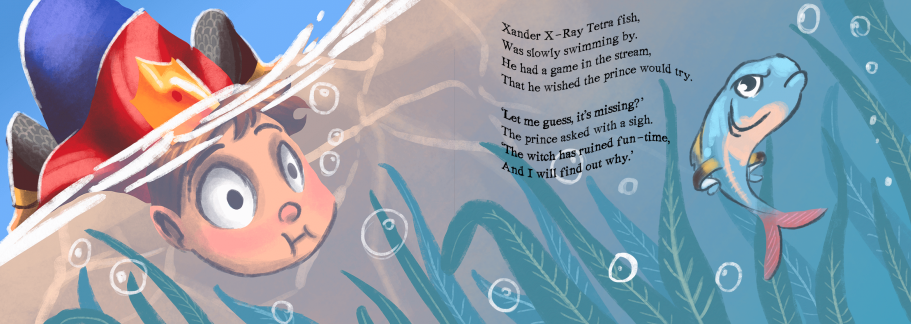 Xander X-Ray Tetra fish,
Was slowly swimming by.
He had a game in the stream,
That he wished the prince would try.
'Let me guess, it's missing?'
The prince asked with a sigh.
'The witch has ruined fun-time,
And I will find out why.'